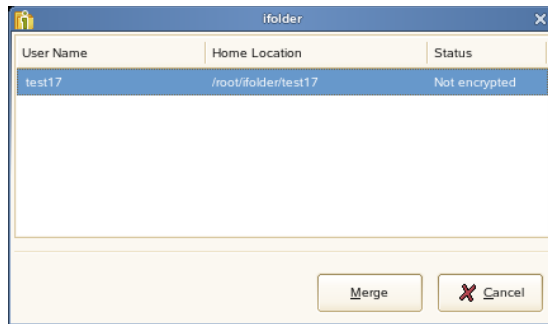 ifolder
User Name Home Location Status
test17 /root/ifolder/test17 Not encrypted
Merge Cancel